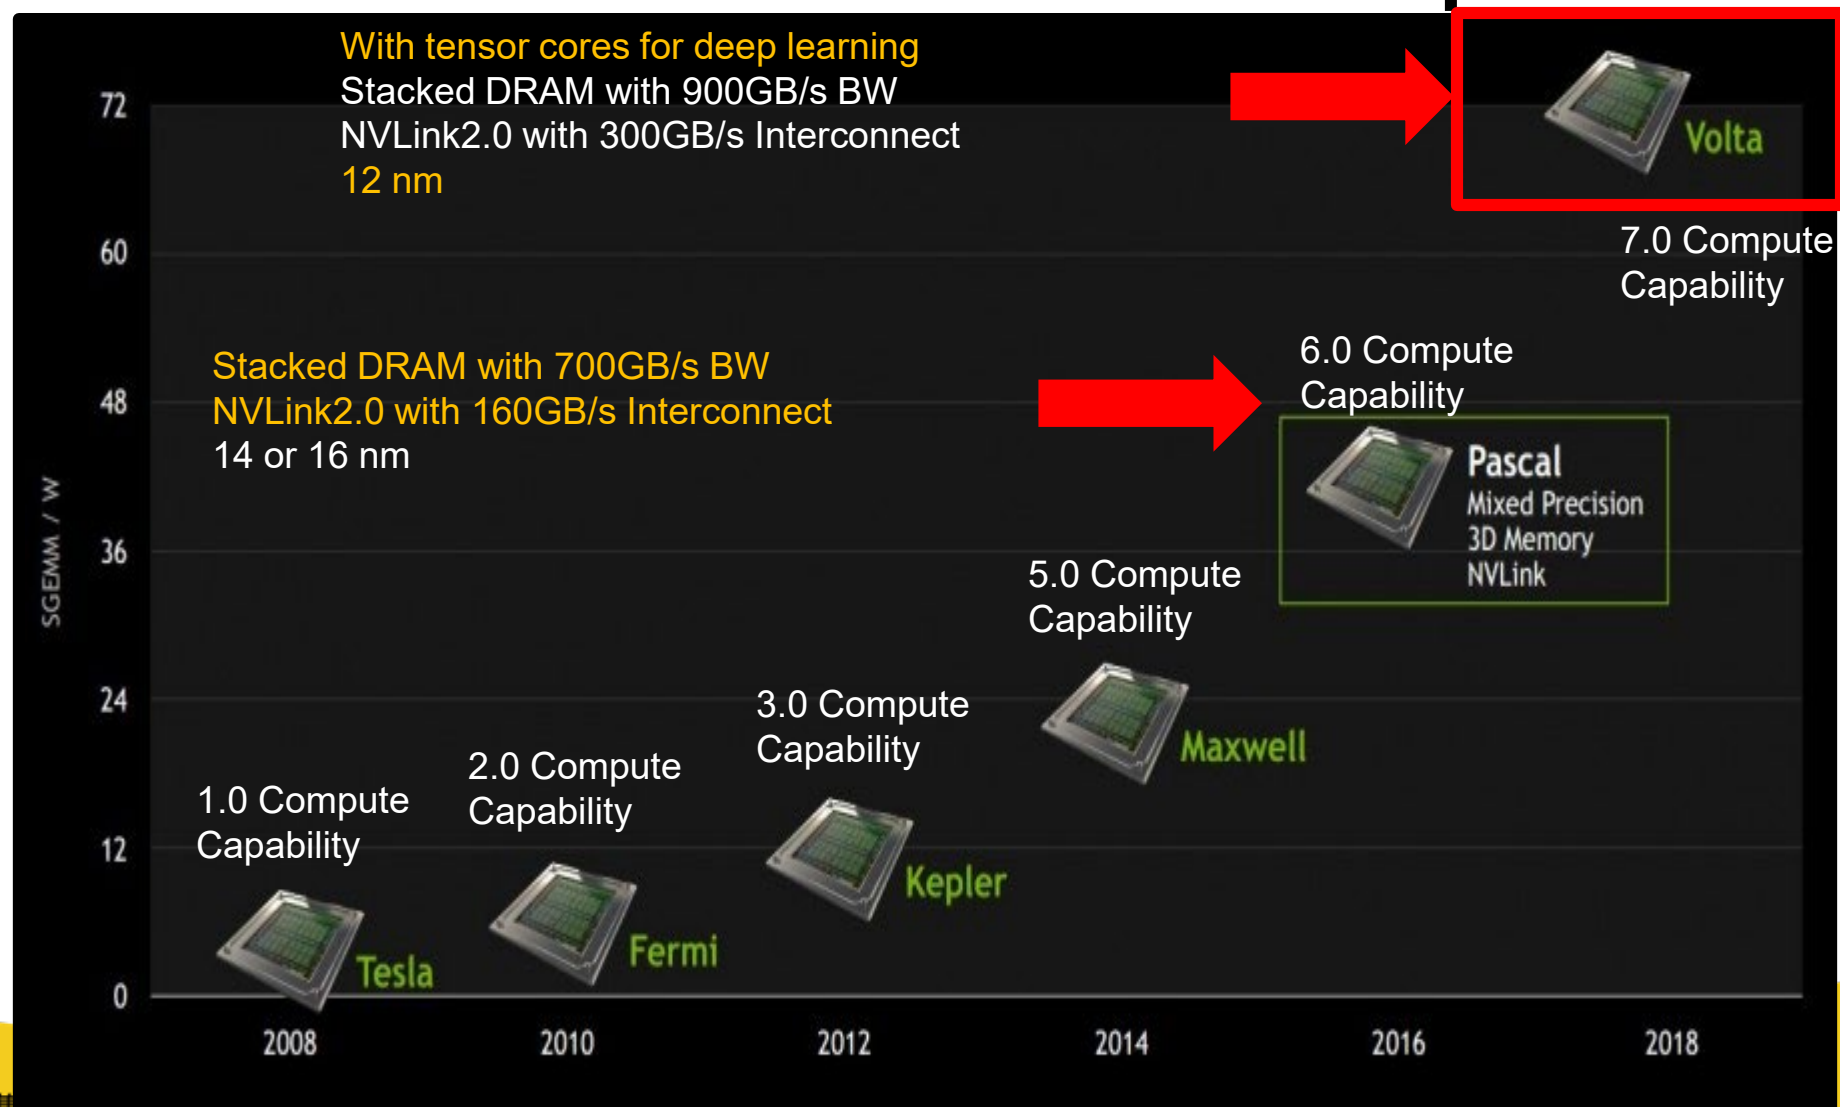 With tensor cores for deep learning
Stacked DRAM with 900GB/s BW
NVLink2.0 with 300GB/s Interconnect
12 nm
Volta
7.0 Compute
Capability
Stacked DRAM with 700GB/s BW
NVLink2.0 with 160GB/s Interconnect
14 or 16 nm
6.0 Compute
Capability
Pascal
Mixed Precision
3D Memory
NVLink
5.0 Compute
Capability
Maxwell
3.0 Compute
Capability
Kepler
2.0 Compute
Capability
Fermi
1.0 Compute
Capability
Tesla
SGEMM / W
72
60
48
36
24
12
0
2008
2010
2012
2014
2016
2018